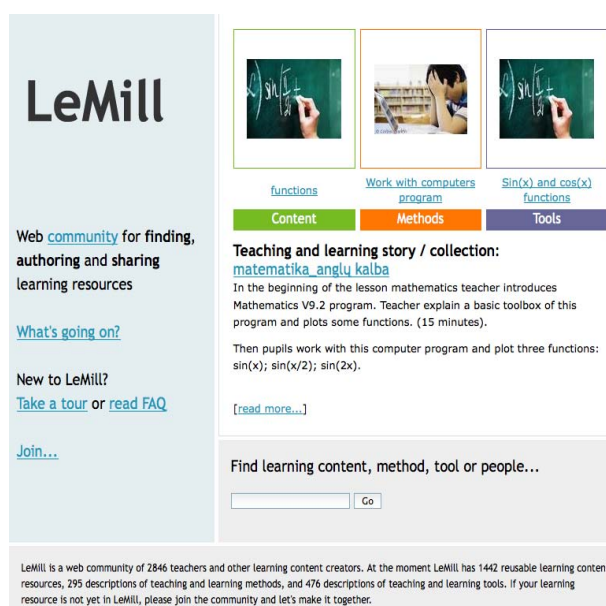 LeMill
Web community for finding,
authoring and sharing
learning resources
What's going on?
New to LeMill?
Take a tour or read FAQ
Join...
functions
Work with computers
program
Sin(x) and cos(x)
functions
Content
Methods
Tools
Teaching and learning story / collection:
matematika_anglų kalba
In the beginning of the lesson mathematics teacher introduces
Mathematics V9.2 program. Teacher explain a basic toolbox of this
program and plots some functions. (15 minutes).
Then pupils work with this computer program and plot three functions:
sin(x); sin(x/2); sin(2x).
[read more...]
Find learning content, method, tool or people...
Go
LeMill is a web community of 2846 teachers and other learning content creators. At the moment LeMill has 1442 reusable learning conten
resources, 295 descriptions of teaching and learning methods, and 476 descriptions of teaching and learning tools. If your learning
resource is not yet in LeMill, please join the community and let's make it together.